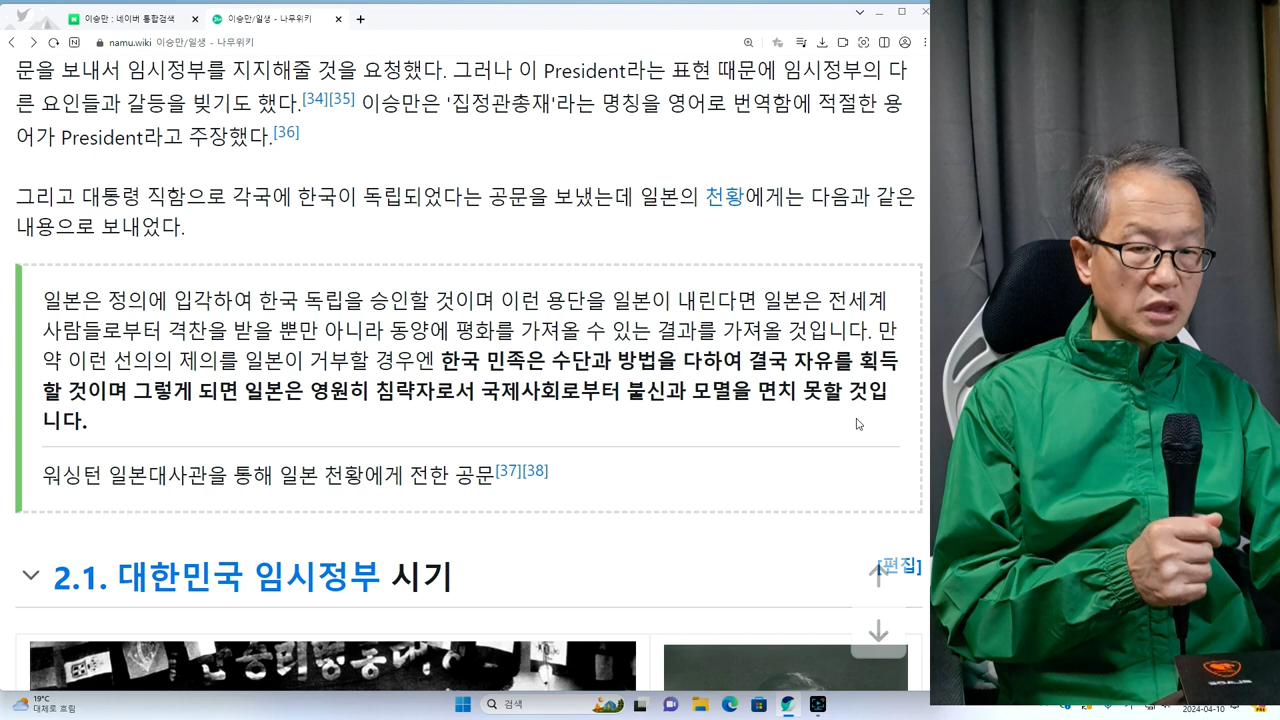 이승만 : 네이버 통합검색
이승만/일생 - 나무위키
namu.wiki 이승만/일생 - 나무위키
문을 보내서 임시정부를 지지해줄 것을 요청했다. 그러나 이 President라는 표현 때문에 임시정부의 다
른 요인들과 갈등을 빚기도 했다.[34][35] 이승만은 '집정관총재'라는 명칭을 영어로 번역함에 적절한 용
어가 President라고 주장했다.[36]
그리고 대통령 직함으로 각국에 한국이 독립되었다는 공문을 보냈는데 일본의 천황에게는 다음과 같은
내용으로 보내었다.
일본은 정의에 입각하여 한국 독립을 승인할 것이며 이런 용단을 일본이 내린다면 일본은 전세계
사람들로부터 격찬을 받을 뿐만 아니라 동양에 평화를 가져올 수 있는 결과를 가져올 것입니다. 만
약 이런 선의의 제의를 일본이 거부할 경우엔 한국 민족은 수단과 방법을 다하여 결국 자유를 획득
할 것이며 그렇게 되면 일본은 영원히 침략자로서 국제사회로부터 불신과 모멸을 면치 못할 것입
니다.
워싱턴 일본대사관을 통해 일본 천황에게 전한 공문[37][38]
2.1. 대한민국 임시정부 시기
[편집]
19°C
대체로 흐림
검색
2024-04-10